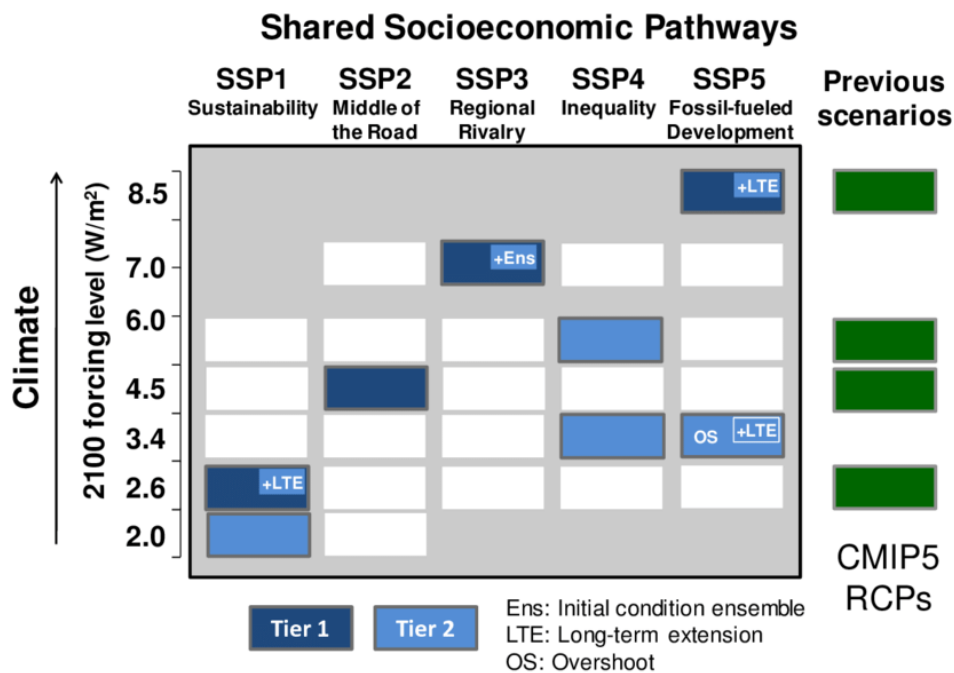 Shared Socioeconomic Pathways
SSP1
Sustainability
SSP2
Middle of
the Road
SSP3
Regional
Rivalry
SSP4
Inequality
SSP5
Fossil-fueled
Development
Previous
scenarios
Climate
2100 forcing level (W/m²)
8.5
+LTE
7.0
+Ens
6.0
4.5
3.4
OS
+LTE
2.6
+LTE
2.0
CMIP5
RCPs
Tier 1
Tier 2
Ens: Initial condition ensemble
LTE: Long-term extension
OS: Overshoot